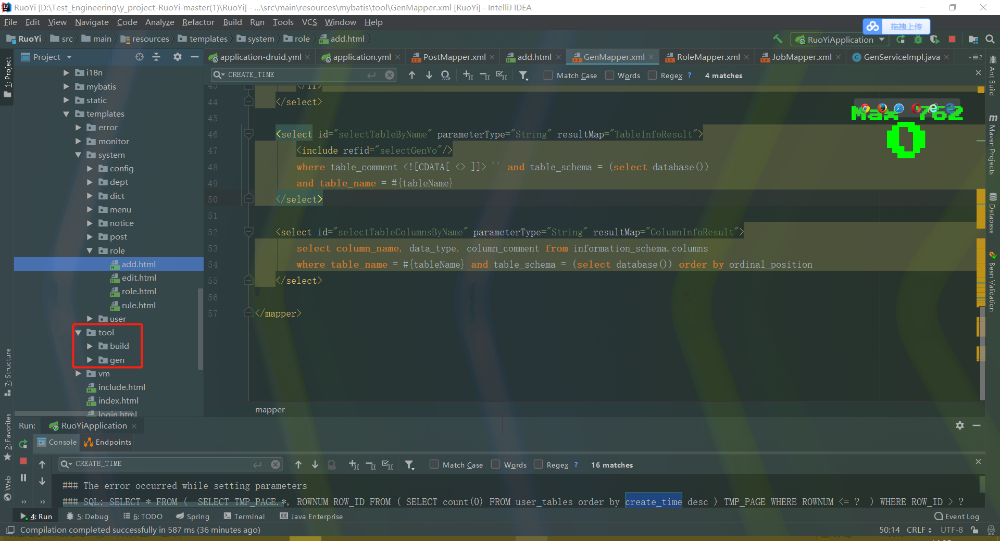 RuoYi [D:\Test_Engineering\y_project-RuoYi-master(1)\RuoYi] - ...\src\main\resources\mybatis\tool\GenMapper.xml [RuoYi] - IntelliJ IDEA
File Edit View Navigate Code Analyze Refactor Build Run Tools VCS Window Help
拖拽上传
RuoYi src main resources templates system role add.html
RuoYiApplication
Project
application-druid.yml application.yml PostMapper.xml add.html GenMapper.xml RoleMapper.xml JobMapper.xml GenServiceImpl.java
2
CREATE_TIME
Match Case Words Regex ? 4 matches
1: Project
7: Structure
2: Favorites
Web
Ant Build
Maven Projects
Database
Bean Validation
i18n
mybatis
static
templates
error
monitor
system
config
dept
dict
menu
notice
post
role
add.html
edit.html
role.html
rule.html
user
tool
build
gen
vm
include.html
index.html
login.html
Max 762
0
43
44 </select>
45
46 <select id="selectTableByName" parameterType="String" resultMap="TableInfoResult">
47 <include refid="selectGenVo"/>
48 where table_comment <![CDATA[ <> ]]> '' and table_schema = (select database())
49 and table_name = #{tableName}
50 </select>
51
52 <select id="selectTableColumnsByName" parameterType="String" resultMap="ColumnInfoResult">
53 select column_name, data_type, column_comment from information_schema.columns
54 where table_name = #{tableName} and table_schema = (select database()) order by ordinal_position
55 </select>
56
57 </mapper>
mapper
Run: RuoYiApplication
Console Endpoints
CREATE_TIME
Match Case Words Regex ? 16 matches
### The error occurred while setting parameters
### SQL: SELECT * FROM ( SELECT TMP_PAGE.*, ROWNUM ROW_ID FROM ( SELECT count(0) FROM user_tables order by create_time desc ) TMP_PAGE WHERE ROWNUM <= ? ) WHERE ROW_ID > ?
4: Run 5: Debug 6: TODO Spring Terminal Java Enterprise Event Log
Compilation completed successfully in 587 ms (36 minutes ago)
50:14 CRLF UTF-8